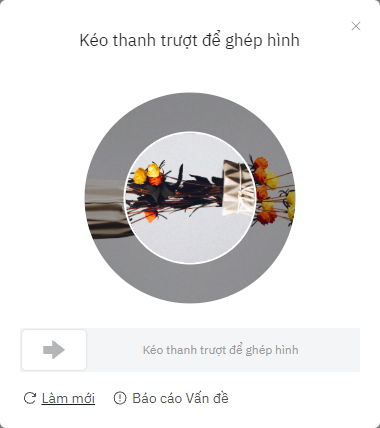 Kéo thanh trượt để ghép hình
Kéo thanh trượt để ghép hình
Làm mới
Báo cáo Vấn đề